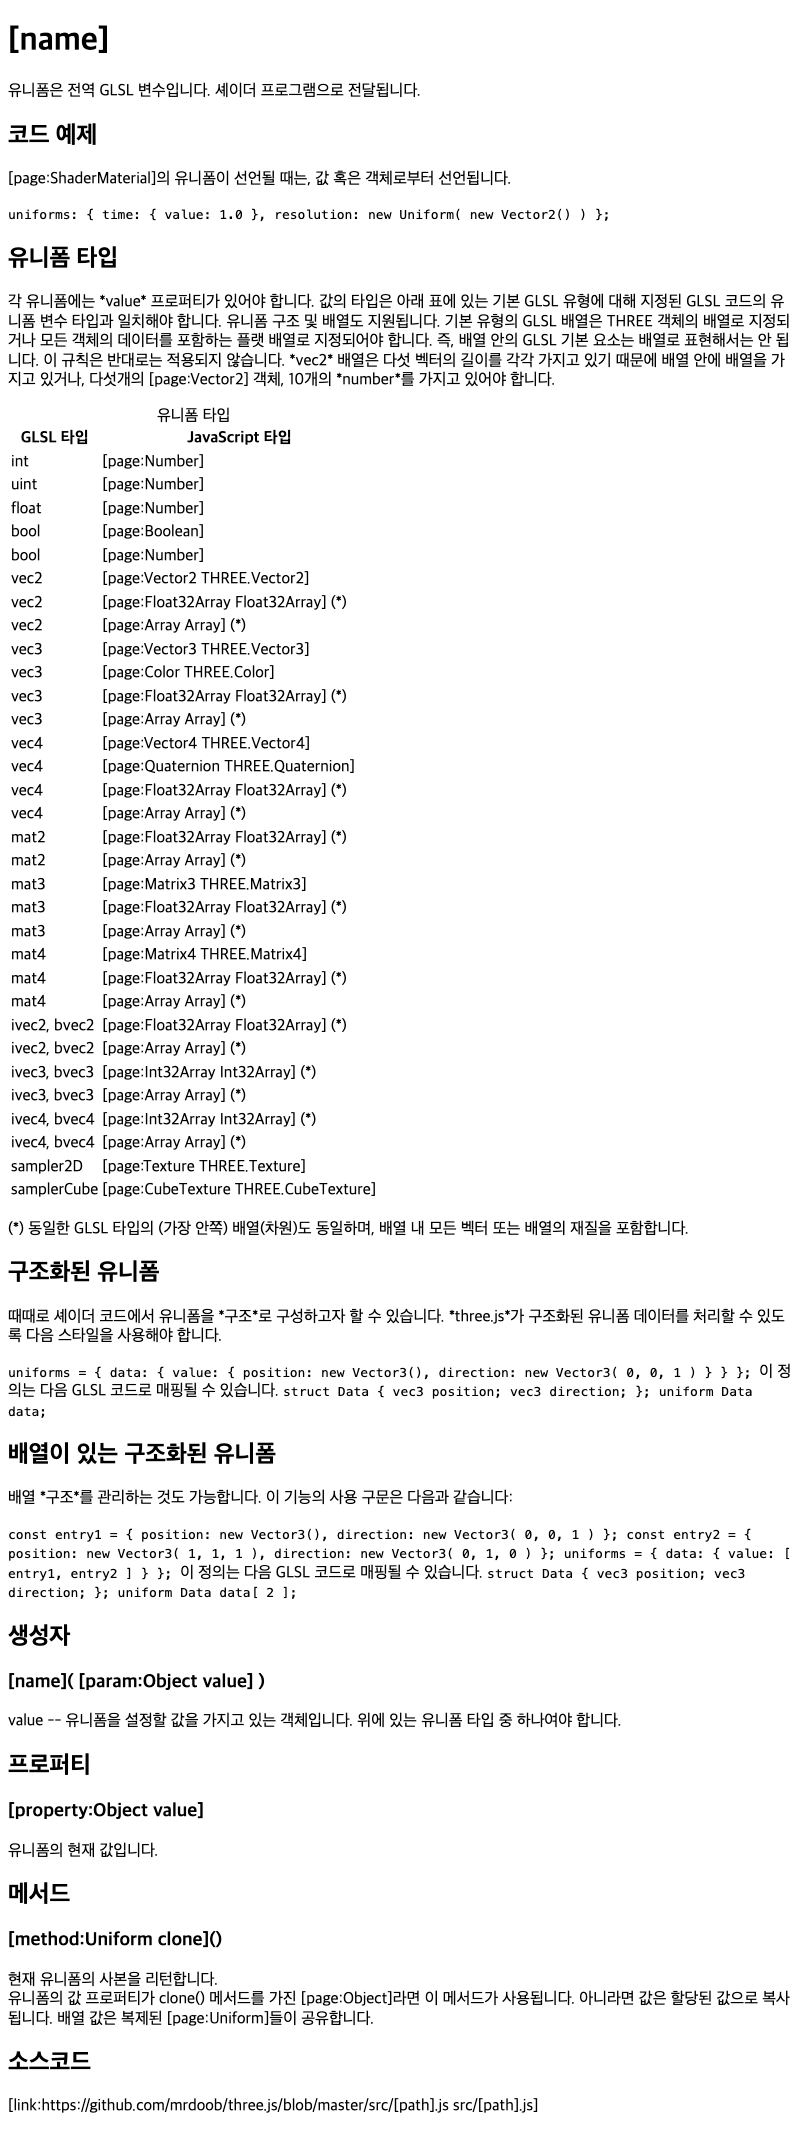 [name]
유니폼은 전역 GLSL 변수입니다. 셰이더 프로그램으로 전달됩니다.
코드 예제
[page:ShaderMaterial]의 유니폼이 선언될 때는, 값 혹은 객체로부터 선언됩니다.
uniforms: { time: { value: 1.0 }, resolution: new Uniform( new Vector2() ) };
유니폼 타입
각 유니폼에는 *value* 프로퍼티가 있어야 합니다. 값의 타입은 아래 표에 있는 기본 GLSL 유형에 대해 지정된 GLSL 코드의 유
니폼 변수 타입과 일치해야 합니다. 유니폼 구조 및 배열도 지원됩니다. 기본 유형의 GLSL 배열은 THREE 객체의 배열로 지정되
거나 모든 객체의 데이터를 포함하는 플랫 배열로 지정되어야 합니다. 즉, 배열 안의 GLSL 기본 요소는 배열로 표현해서는 안 됩
니다. 이 규칙은 반대로는 적용되지 않습니다. *vec2* 배열은 다섯 벡터의 길이를 각각 가지고 있기 때문에 배열 안에 배열을 가
지고 있거나, 다섯개의 [page:Vector2] 객체, 10개의 *number*를 가지고 있어야 합니다.
유니폼 타입
GLSL 타입 JavaScript 타입
int [page:Number]
uint [page:Number]
float [page:Number]
bool [page:Boolean]
bool [page:Number]
vec2 [page:Vector2 THREE.Vector2]
vec2 [page:Float32Array Float32Array] (*)
vec2 [page:Array Array] (*)
vec3 [page:Vector3 THREE.Vector3]
vec3 [page:Color THREE.Color]
vec3 [page:Float32Array Float32Array] (*)
vec3 [page:Array Array] (*)
vec4 [page:Vector4 THREE.Vector4]
vec4 [page:Quaternion THREE.Quaternion]
vec4 [page:Float32Array Float32Array] (*)
vec4 [page:Array Array] (*)
mat2 [page:Float32Array Float32Array] (*)
mat2 [page:Array Array] (*)
mat3 [page:Matrix3 THREE.Matrix3]
mat3 [page:Float32Array Float32Array] (*)
mat3 [page:Array Array] (*)
mat4 [page:Matrix4 THREE.Matrix4]
mat4 [page:Float32Array Float32Array] (*)
mat4 [page:Array Array] (*)
ivec2, bvec2 [page:Float32Array Float32Array] (*)
ivec2, bvec2 [page:Array Array] (*)
ivec3, bvec3 [page:Int32Array Int32Array] (*)
ivec3, bvec3 [page:Array Array] (*)
ivec4, bvec4 [page:Int32Array Int32Array] (*)
ivec4, bvec4 [page:Array Array] (*)
sampler2D [page:Texture THREE.Texture]
samplerCube [page:CubeTexture THREE.CubeTexture]
(*) 동일한 GLSL 타입의 (가장 안쪽) 배열(차원)도 동일하며, 배열 내 모든 벡터 또는 배열의 재질을 포함합니다.
구조화된 유니폼
때때로 셰이더 코드에서 유니폼을 *구조*로 구성하고자 할 수 있습니다. *three.js*가 구조화된 유니폼 데이터를 처리할 수 있도
록 다음 스타일을 사용해야 합니다.
uniforms = { data: { value: { position: new Vector3(), direction: new Vector3( 0, 0, 1 ) } } }; 이 정
의는 다음 GLSL 코드로 매핑될 수 있습니다. struct Data { vec3 position; vec3 direction; }; uniform Data
data;
배열이 있는 구조화된 유니폼
배열 *구조*를 관리하는 것도 가능합니다. 이 기능의 사용 구문은 다음과 같습니다:
const entry1 = { position: new Vector3(), direction: new Vector3( 0, 0, 1 ) }; const entry2 = {
position: new Vector3( 1, 1, 1 ), direction: new Vector3( 0, 1, 0 ) }; uniforms = { data: { value: [
entry1, entry2 ] } }; 이 정의는 다음 GLSL 코드로 매핑될 수 있습니다. struct Data { vec3 position; vec3
direction; }; uniform Data data[ 2 ];
생성자
[name]( [param:Object value] )
value -- 유니폼을 설정할 값을 가지고 있는 객체입니다. 위에 있는 유니폼 타입 중 하나여야 합니다.
프로퍼티
[property:Object value]
유니폼의 현재 값입니다.
메서드
[method:Uniform clone]()
현재 유니폼의 사본을 리턴합니다.
유니폼의 값 프로퍼티가 clone() 메서드를 가진 [page:Object]라면 이 메서드가 사용됩니다. 아니라면 값은 할당된 값으로 복사
됩니다. 배열 값은 복제된 [page:Uniform]들이 공유합니다.
소스코드
[link:https://github.com/mrdoob/three.js/blob/master/src/[path].js src/[path].js]